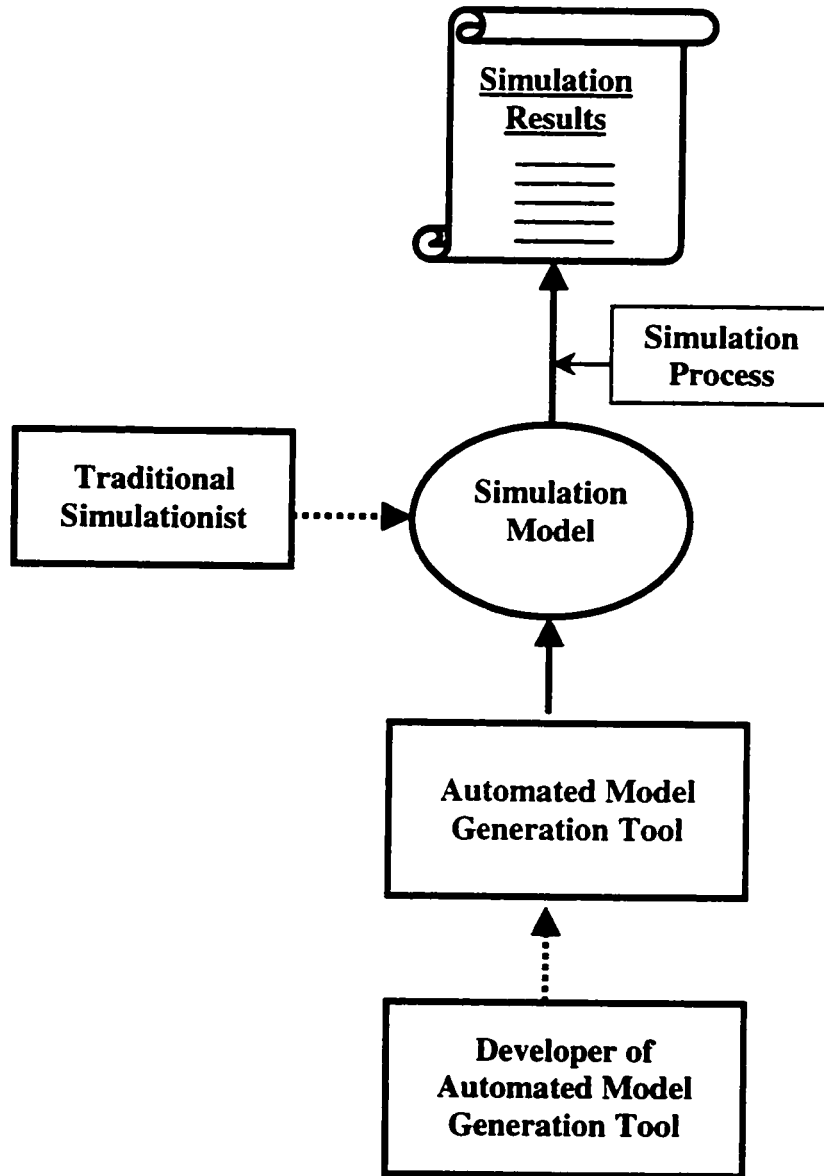 Simulation
Results
Simulation
Process
Traditional
Simulationist
Simulation
Model
Automated Model
Generation Tool
Developer of
Automated Model
Generation Tool